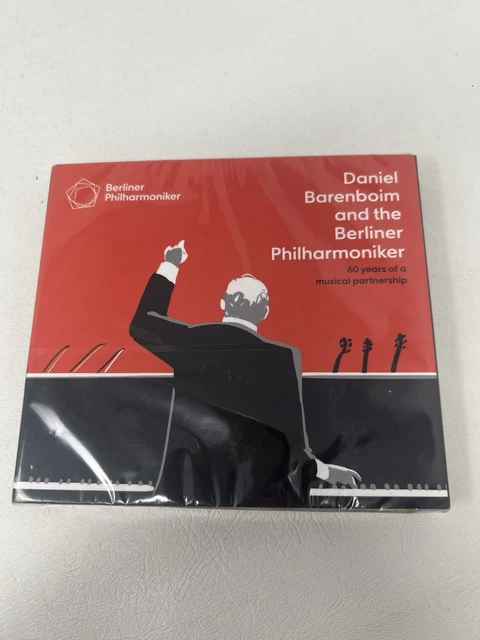 Berliner
Philharmoniker
Daniel
Barenboim
and the
Berliner
Philharmoniker
60 years of a
musical partnership